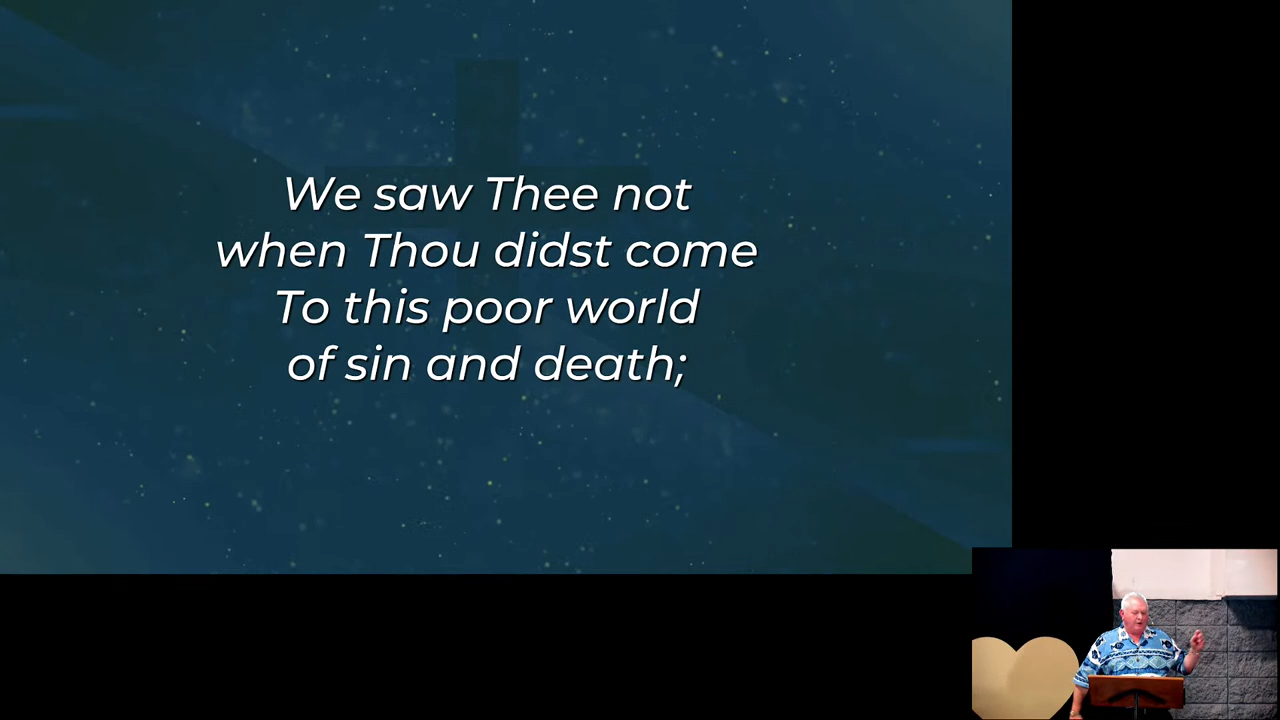 We saw Thee not
when Thou didst come
To this poor world
of sin and death;